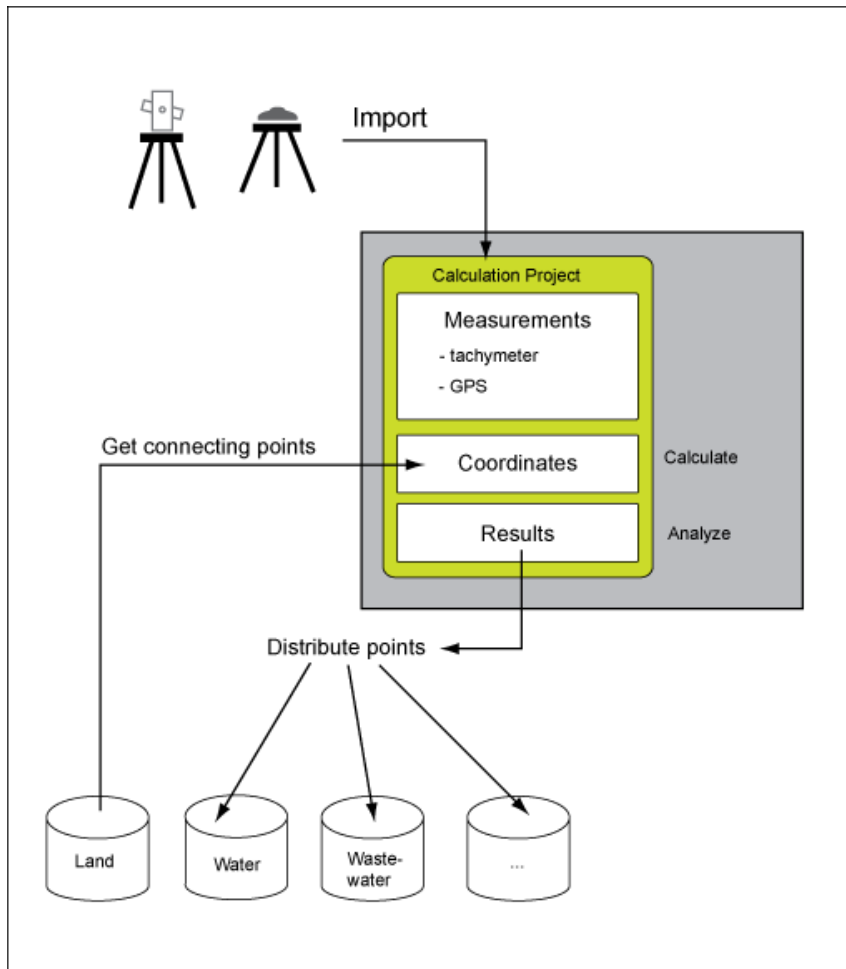 Import
Calculation Project
Measurements
- tachymeter
- GPS
Get connecting points
Coordinates
Calculate
Results
Analyze
Distribute points
Land
Water
Waste-
water
...